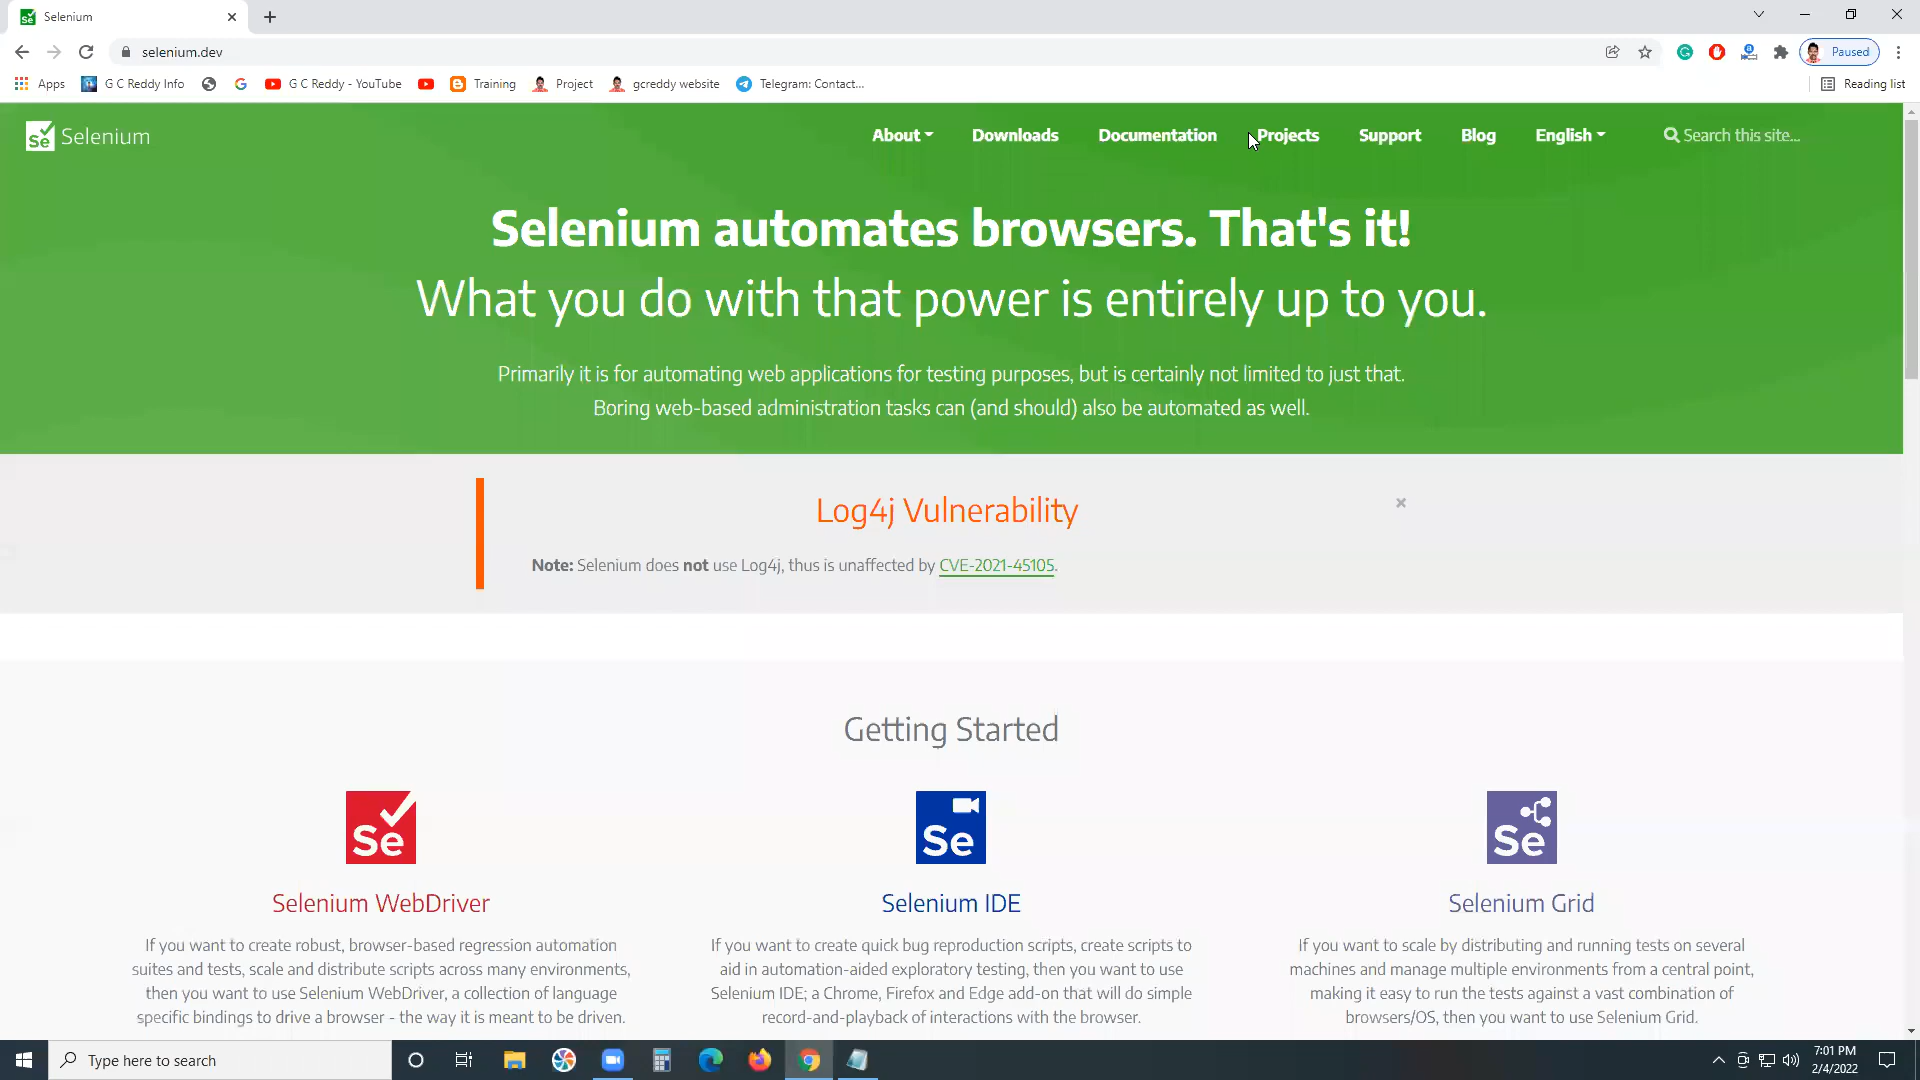 Selenium
selenium.dev
Paused
Apps
G C Reddy Info
G C Reddy - YouTube
Training
Project
gcreddy website
Telegram: Contact...
Reading list
Se Selenium
About
Downloads
Documentation
Projects
Support
Blog
English
Search this site...
Selenium automates browsers. That's it!
What you do with that power is entirely up to you.
Primarily it is for automating web applications for testing purposes, but is certainly not limited to just that.
Boring web-based administration tasks can (and should) also be automated as well.
Log4j Vulnerability
Note: Selenium does not use Log4j, thus is unaffected by CVE-2021-45105.
Getting Started
Se
Selenium WebDriver
If you want to create robust, browser-based regression automation
suites and tests, scale and distribute scripts across many environments,
then you want to use Selenium WebDriver, a collection of language
specific bindings to drive a browser - the way it is meant to be driven.
Se
Selenium IDE
If you want to create quick bug reproduction scripts, create scripts to
aid in automation-aided exploratory testing, then you want to use
Selenium IDE; a Chrome, Firefox and Edge add-on that will do simple
record-and-playback of interactions with the browser.
Se
Selenium Grid
If you want to scale by distributing and running tests on several
machines and manage multiple environments from a central point,
making it easy to run the tests against a vast combination of
browsers/OS, then you want to use Selenium Grid.
Type here to search
7:01 PM
2/4/2022